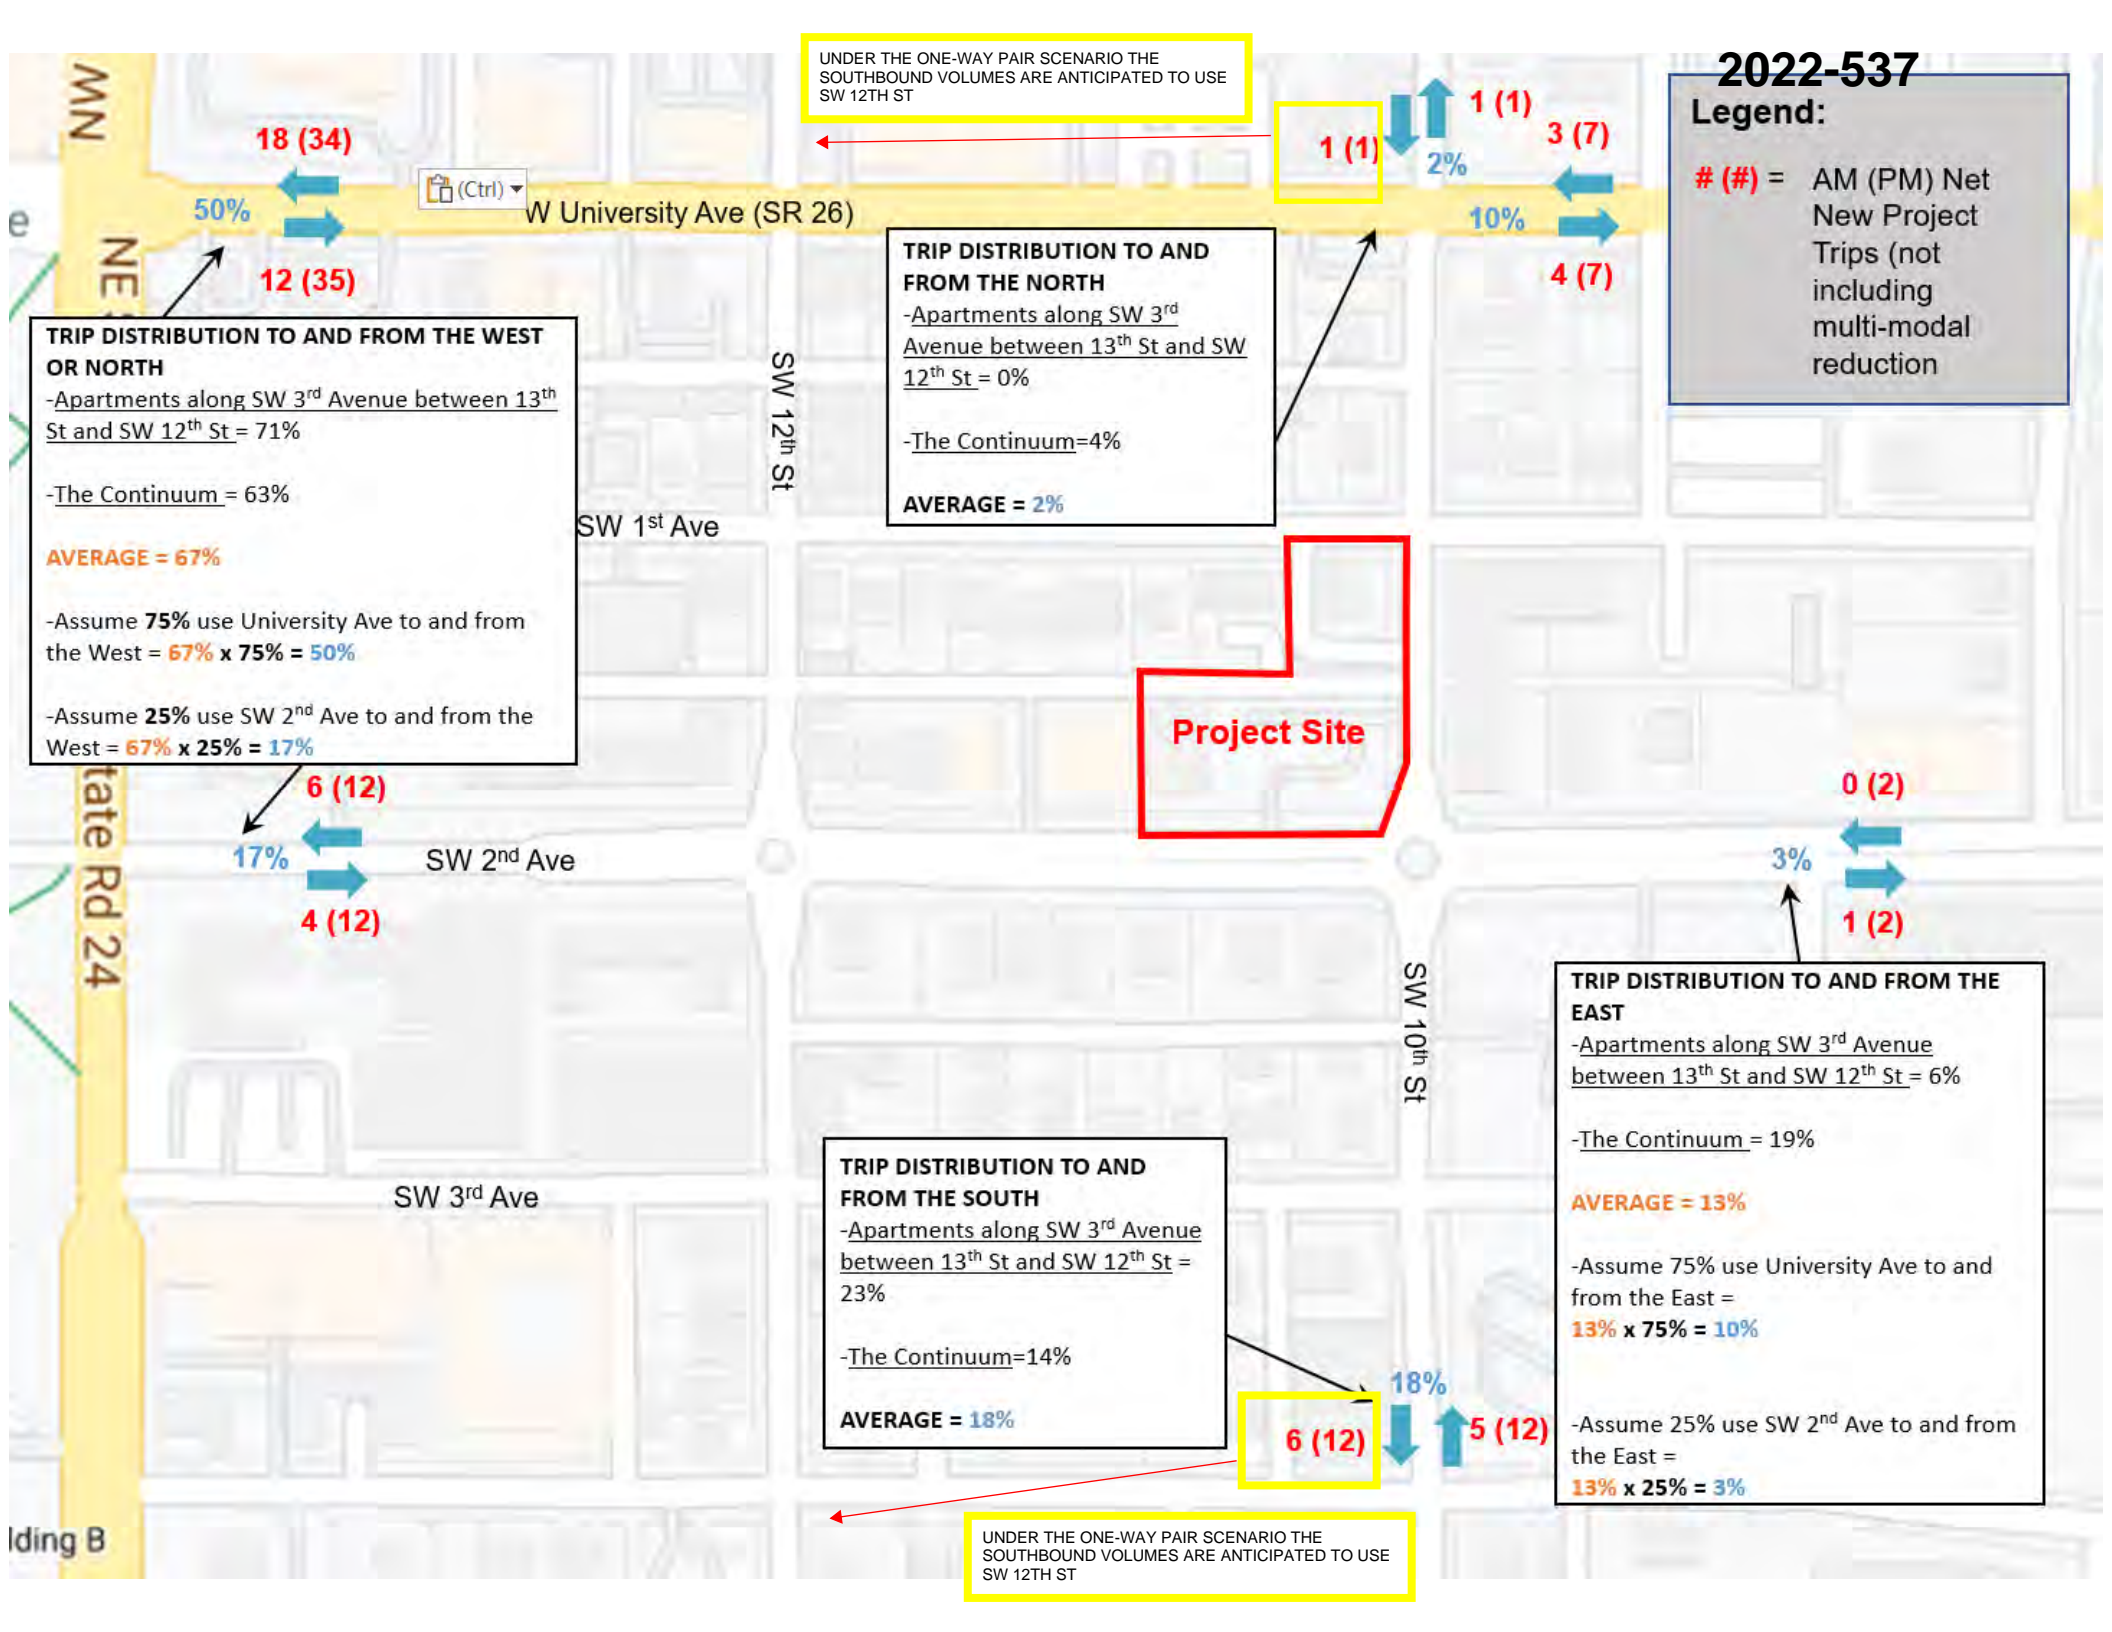 UNDER THE ONE-WAY PAIR SCENARIO THE
SOUTHBOUND VOLUMES ARE ANTICIPATED TO USE
SW 12TH ST
2022-537
Legend:
# (#) = AM (PM) Net
New Project
Trips (not
including
multi-modal
reduction
NW
18 (34)
50%
12 (35)
(Ctrl)
W University Ave (SR 26)
1 (1)
1 (1)
2%
3 (7)
10%
4 (7)
NE
TRIP DISTRIBUTION TO AND FROM THE WEST
OR NORTH
-Apartments along SW 3rd Avenue between 13th
St and SW 12th St = 71%
-The Continuum = 63%
AVERAGE = 67%
-Assume 75% use University Ave to and from
the West = 67% x 75% = 50%
-Assume 25% use SW 2nd Ave to and from the
West = 67% x 25% = 17%
TRIP DISTRIBUTION TO AND
FROM THE NORTH
-Apartments along SW 3rd
Avenue between 13th St and SW
12th St = 0%
-The Continuum=4%
AVERAGE = 2%
SW 12th St
SW 1st Ave
Project Site
tate Rd 24
6 (12)
17%
4 (12)
SW 2nd Ave
0 (2)
3%
1 (2)
SW 10th St
SW 3rd Ave
TRIP DISTRIBUTION TO AND FROM THE
EAST
-Apartments along SW 3rd Avenue
between 13th St and SW 12th St = 6%
-The Continuum = 19%
AVERAGE = 13%
-Assume 75% use University Ave to and
from the East =
13% x 75% = 10%
-Assume 25% use SW 2nd Ave to and from
the East =
13% x 25% = 3%
TRIP DISTRIBUTION TO AND
FROM THE SOUTH
-Apartments along SW 3rd Avenue
between 13th St and SW 12th St =
23%
-The Continuum=14%
AVERAGE = 18%
18%
6 (12)
5 (12)
UNDER THE ONE-WAY PAIR SCENARIO THE
SOUTHBOUND VOLUMES ARE ANTICIPATED TO USE
SW 12TH ST
lding B